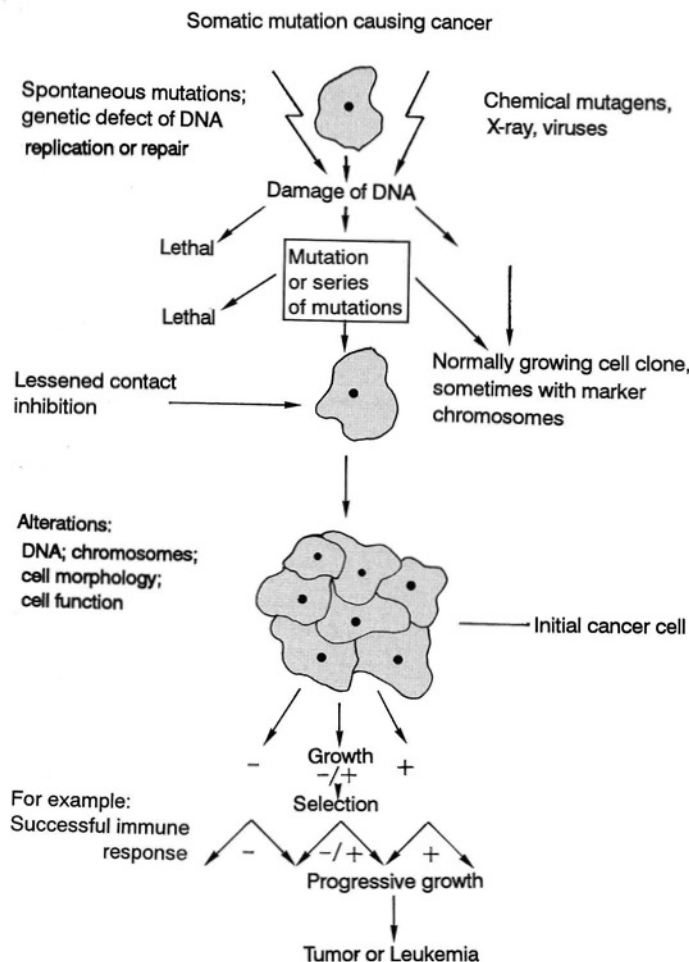 Somatic mutation causing cancer
Spontaneous mutations;
genetic defect of DNA
replication or repair
Chemical mutagens,
X-ray, viruses
Damage of DNA
Lethal
Mutation
or series
of mutations
Lethal
Lessened contact
inhibition
Normally growing cell clone,
sometimes with marker
chromosomes
Alterations:
DNA; chromosomes;
cell morphology;
cell function
Initial cancer cell
- Growth +
-/+
Selection
For example:
Successful immune
response
- -/+ +
Progressive growth
Tumor or Leukemia